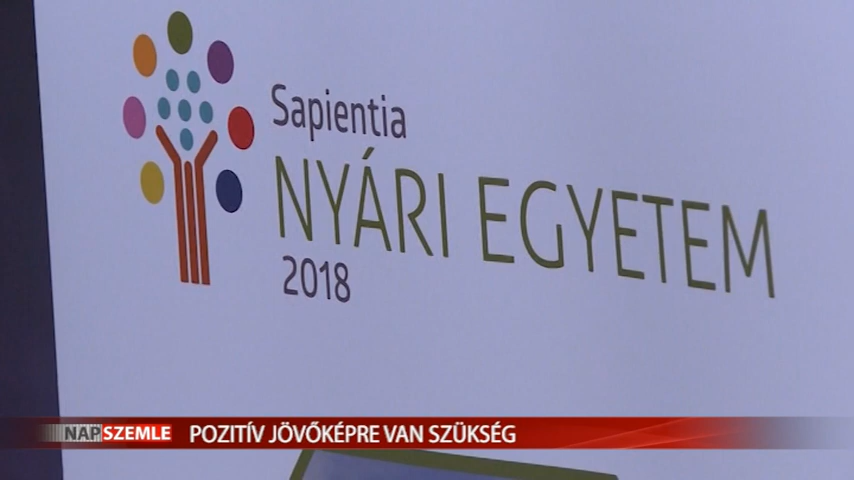 Sapientia
NYÁRI EGYETEM
2018
NAPSZEMLE POZITÍV JÖVŐKÉPRE VAN SZÜKSÉG